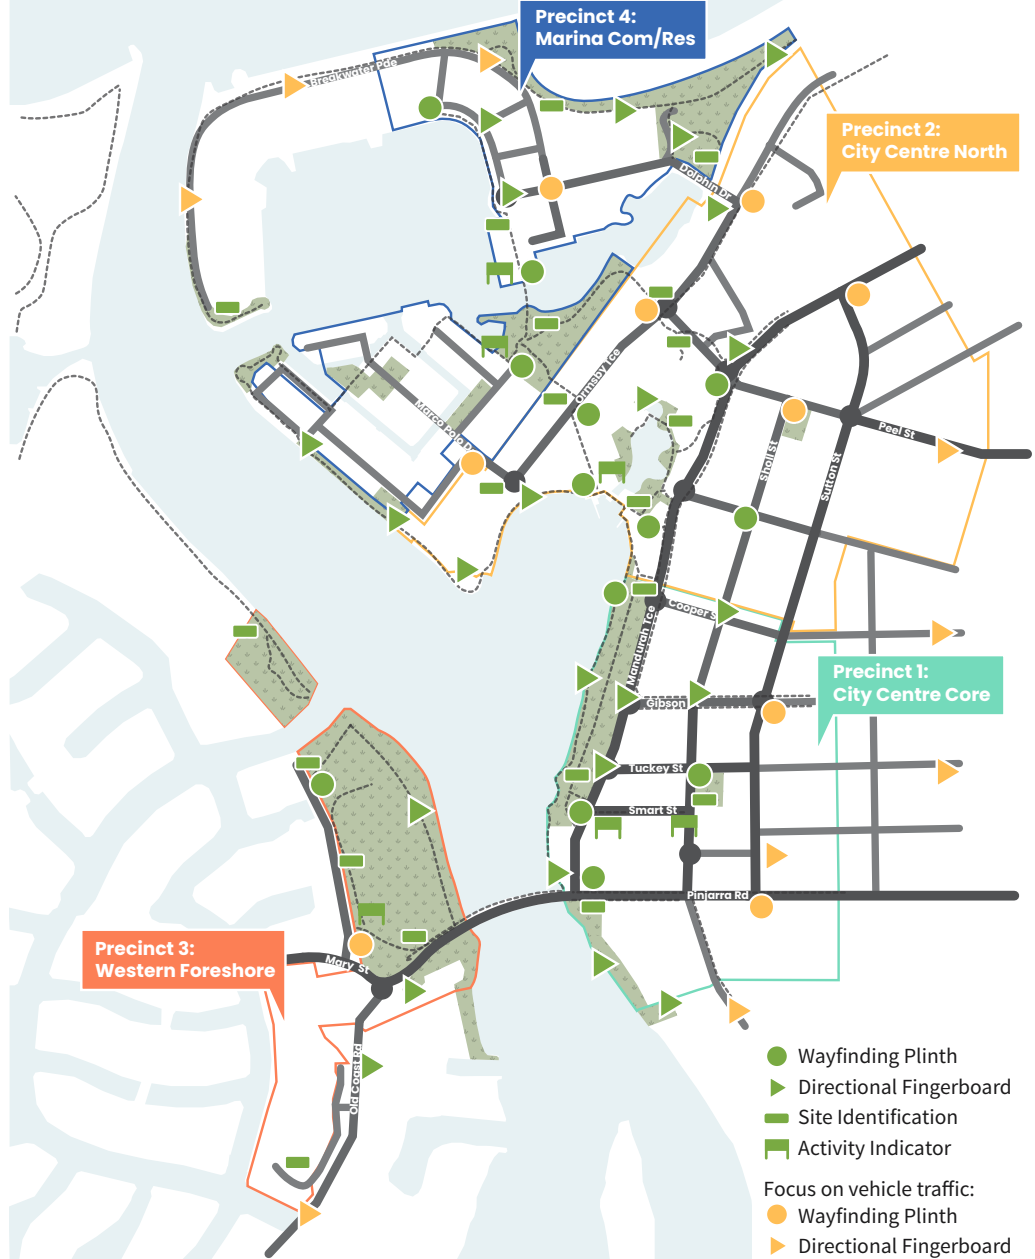 Precinct 4:
Marina Com/Res
Breakwater Pde
Precinct 2:
City Centre North
Dolphin Dr
Ormsby Tce
Marco Polo Dr
Peel St
Sholl St
Sutton St
Cooper St
Mandurah Tce
Precinct 1:
City Centre Core
Gibson
Tuckey St
Smart St
Pinjarra Rd
Precinct 3:
Western Foreshore
Mary St
Old Coast Rd
Wayfinding Plinth
Directional Fingerboard
Site Identification
Activity Indicator
Focus on vehicle traffic:
Wayfinding Plinth
Directional Fingerboard